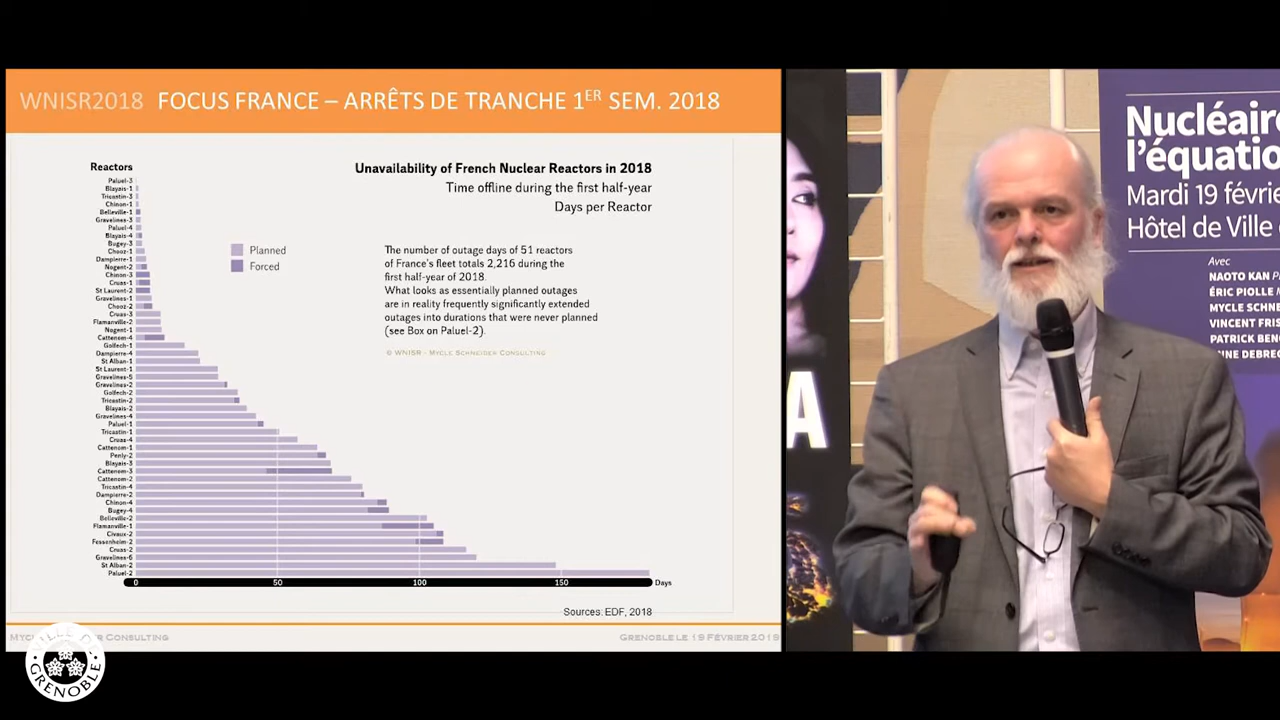 WNISR2018 FOCUS FRANCE – ARRÊTS DE TRANCHE 1ER SEM. 2018
Reactors
Unavailability of French Nuclear Reactors in 2018
Time offline during the first half-year
Days per Reactor
Planned
Forced
The number of outage days of 51 reactors
of France's fleet totals 2,216 during the
first half-year of 2018.
What looks as essentially planned outages
are in reality frequently significantly extended
outages into durations that were never planned
(see Box on Paluel-2).
© WNISR - MYCLE SCHNEIDER CONSULTING
Paluel-3
Blayais-1
Tricastin-3
Chinon-1
Belleville-1
Gravelines-3
Paluel-4
Blayais-4
Bugey-3
Chooz-1
Dampierre-1
Nogent-2
Chinon-3
Cruas-1
St Laurent-2
Gravelines-1
Chooz-2
Cruas-3
Flamanville-2
Nogent-1
Cattenom-4
Golfech-1
Dampierre-4
St Alban-1
St Laurent-1
Gravelines-5
Gravelines-2
Golfech-2
Tricastin-2
Blayais-2
Gravelines-4
Paluel-1
Tricastin-1
Cruas-4
Cattenom-1
Penly-2
Blayais-3
Cattenom-3
Cattenom-2
Tricastin-4
Dampierre-2
Chinon-4
Bugey-4
Belleville-2
Flamanville-1
Civaux-2
Fessenheim-2
Cruas-2
Gravelines-6
St Alban-2
Paluel-2
0 50 100 150 Days
Sources: EDF, 2018
CONSULTING
GRENOBLE LE 19 FÉVRIER 2019
VILLE DE GRENOBLE
A
Nucléaire
l'équatio
Mardi 19 févrie
Hôtel de Ville
Avec
NAOTO KAN
ÉRIC PIOLLE
MYCLE SCHNE
VINCENT FRIS
PATRICK BENO
NNE DEBREG